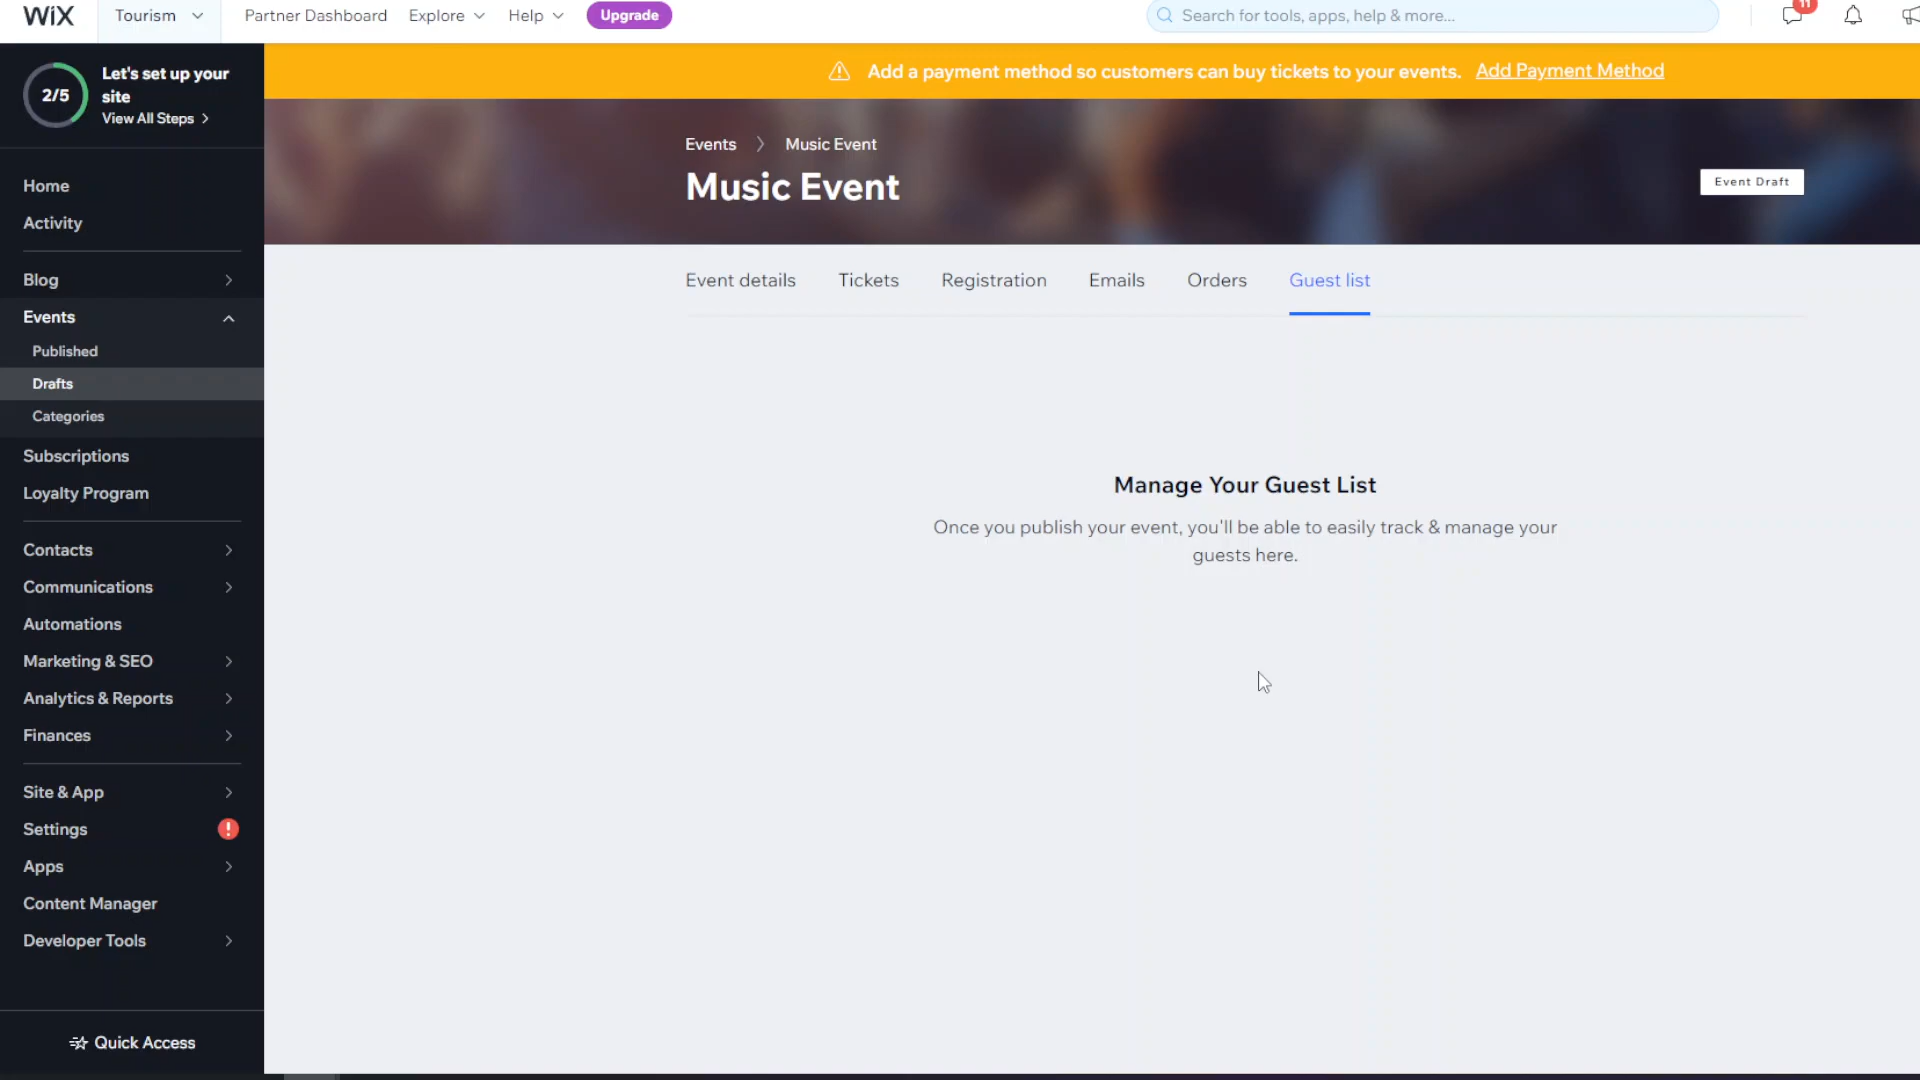 WiX
Tourism
Partner Dashboard
Explore
Help
Upgrade
Search for tools, apps, help & more...
11
2/5
Let's set up your
site
View All Steps
Add a payment method so customers can buy tickets to your events. Add Payment Method
Events
Music Event
Music Event
Event Draft
Home
Activity
Blog
Events
Published
Drafts
Categories
Subscriptions
Loyalty Program
Contacts
Communications
Automations
Marketing & SEO
Analytics & Reports
Finances
Site & App
Settings
Apps
Content Manager
Developer Tools
Quick Access
Event details
Tickets
Registration
Emails
Orders
Guest list
Manage Your Guest List
Once you publish your event, you'll be able to easily track & manage your
guests here.